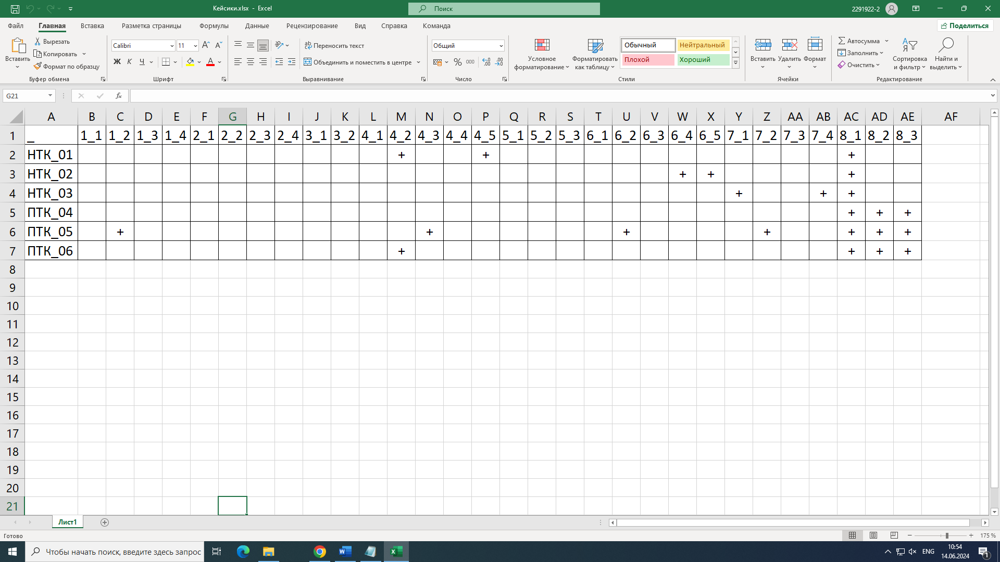 Кейсики.xlsx - Excel
Поиск
2291922-2
Файл Главная Вставка Разметка страницы Формулы Данные Рецензирование Вид Справка Команда
Поделиться
Вставить
Вырезать
Копировать
Формат по образцу
Буфер обмена
Calibri 11
Ж К Ч
Шрифт
Переносить текст
Объединить и поместить в центре
Выравнивание
Общий
% 000
Число
Условное
форматирование
Форматировать
как таблицу
Обычный Нейтральный
Плохой Хороший
Стили
Вставить Удалить Формат
Ячейки
Автосумма
Заполнить
Очистить
Сортировка
и фильтр
Найти и
выделить
Редактирование
G21
fx
A B C D E F G H I J K L M N O P Q R S T U V W X Y Z AA AB AC AD AE AF
1 _ 1_1 1_2 1_3 1_4 2_1 2_2 2_3 2_4 3_1 3_2 4_1 4_2 4_3 4_4 4_5 5_1 5_2 5_3 6_1 6_2 6_3 6_4 6_5 7_1 7_2 7_3 7_4 8_1 8_2 8_3
2 НТК_01 + + +
3 НТК_02 + + +
4 НТК_03 + + +
5 ПТК_04 + + +
6 ПТК_05 + + + + + + +
7 ПТК_06 + + + +
8
9
10
11
12
13
14
15
16
17
18
19
20
21
Лист1
Готово
175 %
Чтобы начать поиск, введите здесь запрос
ENG
10:54
14.06.2024
1